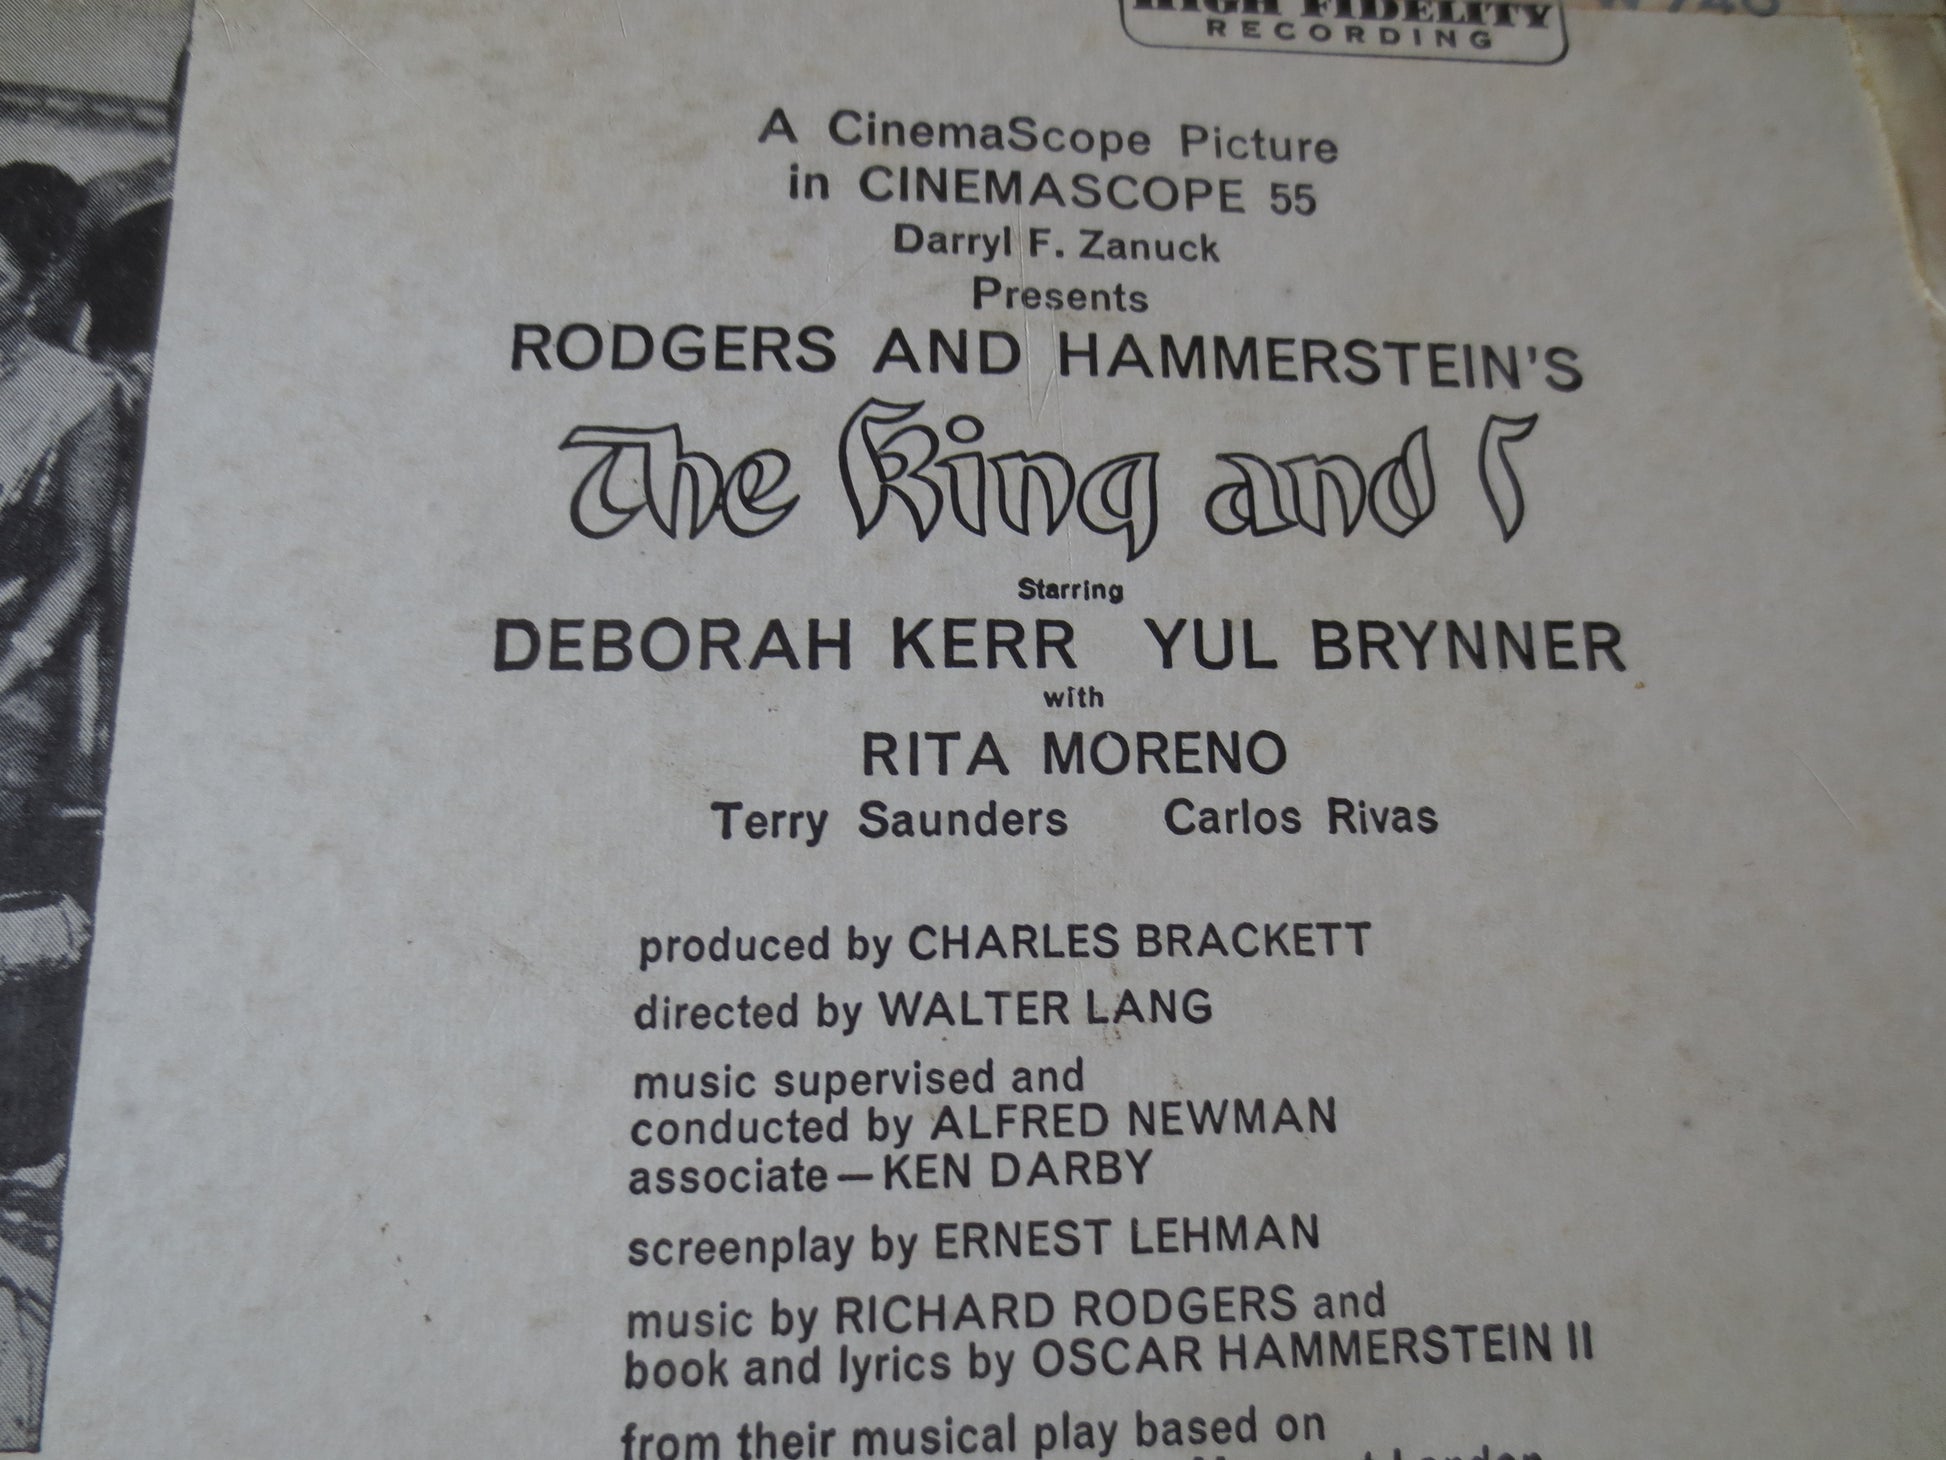 HIGH FIDELITY
RECORDING
A CinemaScope Picture
in CINEMASCOPE 55
Darryl F. Zanuck
Presents
RODGERS AND HAMMERSTEIN'S
The King and I
Starring
DEBORAH KERR YUL BRYNNER
with
RITA MORENO
Terry Saunders Carlos Rivas
produced by CHARLES BRACKETT
directed by WALTER LANG
music supervised and
conducted by ALFRED NEWMAN
associate—KEN DARBY
screenplay by ERNEST LEHMAN
music by RICHARD RODGERS and
book and lyrics by OSCAR HAMMERSTEIN II
from their musical play based on